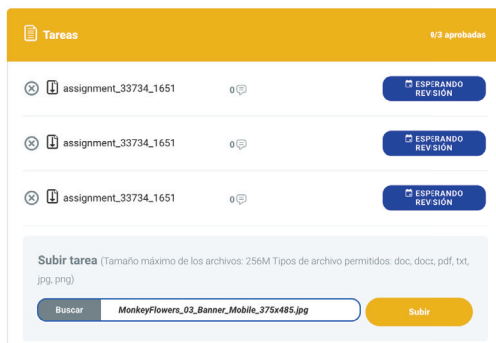 Tareas
0/3 aprobadas
assignment_33734_1651
0
ESPERANDO
REVISIÓN
assignment_33734_1651
0
ESPERANDO
REVISIÓN
assignment_33734_1651
0
ESPERANDO
REVISIÓN
Subir tarea (Tamaño máximo de los archivos: 256M Tipos de archivo permitidos: doc, docx, pdf, txt,
jpg, png)
Buscar MonkeyFlowers_03_Banner_Mobile_375x485.jpg Subir